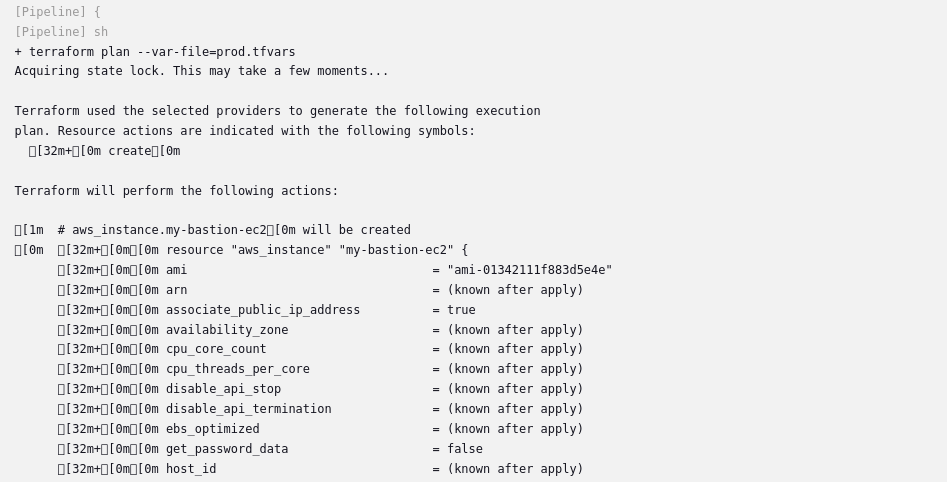 [Pipeline] {
[Pipeline] sh
+ terraform plan --var-file=prod.tfvars
Acquiring state lock. This may take a few moments...
Terraform used the selected providers to generate the following execution
plan. Resource actions are indicated with the following symbols:
  □[32m+□[0m create□[0m
Terraform will perform the following actions:
□[1m  # aws_instance.my-bastion-ec2□[0m will be created
□[0m  □[32m+□[0m□[0m resource "aws_instance" "my-bastion-ec2" {
      □[32m+□[0m□[0m ami                                  = "ami-01342111f883d5e4e"
      □[32m+□[0m□[0m arn                                  = (known after apply)
      □[32m+□[0m□[0m associate_public_ip_address          = true
      □[32m+□[0m□[0m availability_zone                    = (known after apply)
      □[32m+□[0m□[0m cpu_core_count                       = (known after apply)
      □[32m+□[0m□[0m cpu_threads_per_core                 = (known after apply)
      □[32m+□[0m□[0m disable_api_stop                     = (known after apply)
      □[32m+□[0m□[0m disable_api_termination              = (known after apply)
      □[32m+□[0m□[0m ebs_optimized                        = (known after apply)
      □[32m+□[0m□[0m get_password_data                    = false
      □[32m+□[0m□[0m host_id                              = (known after apply)